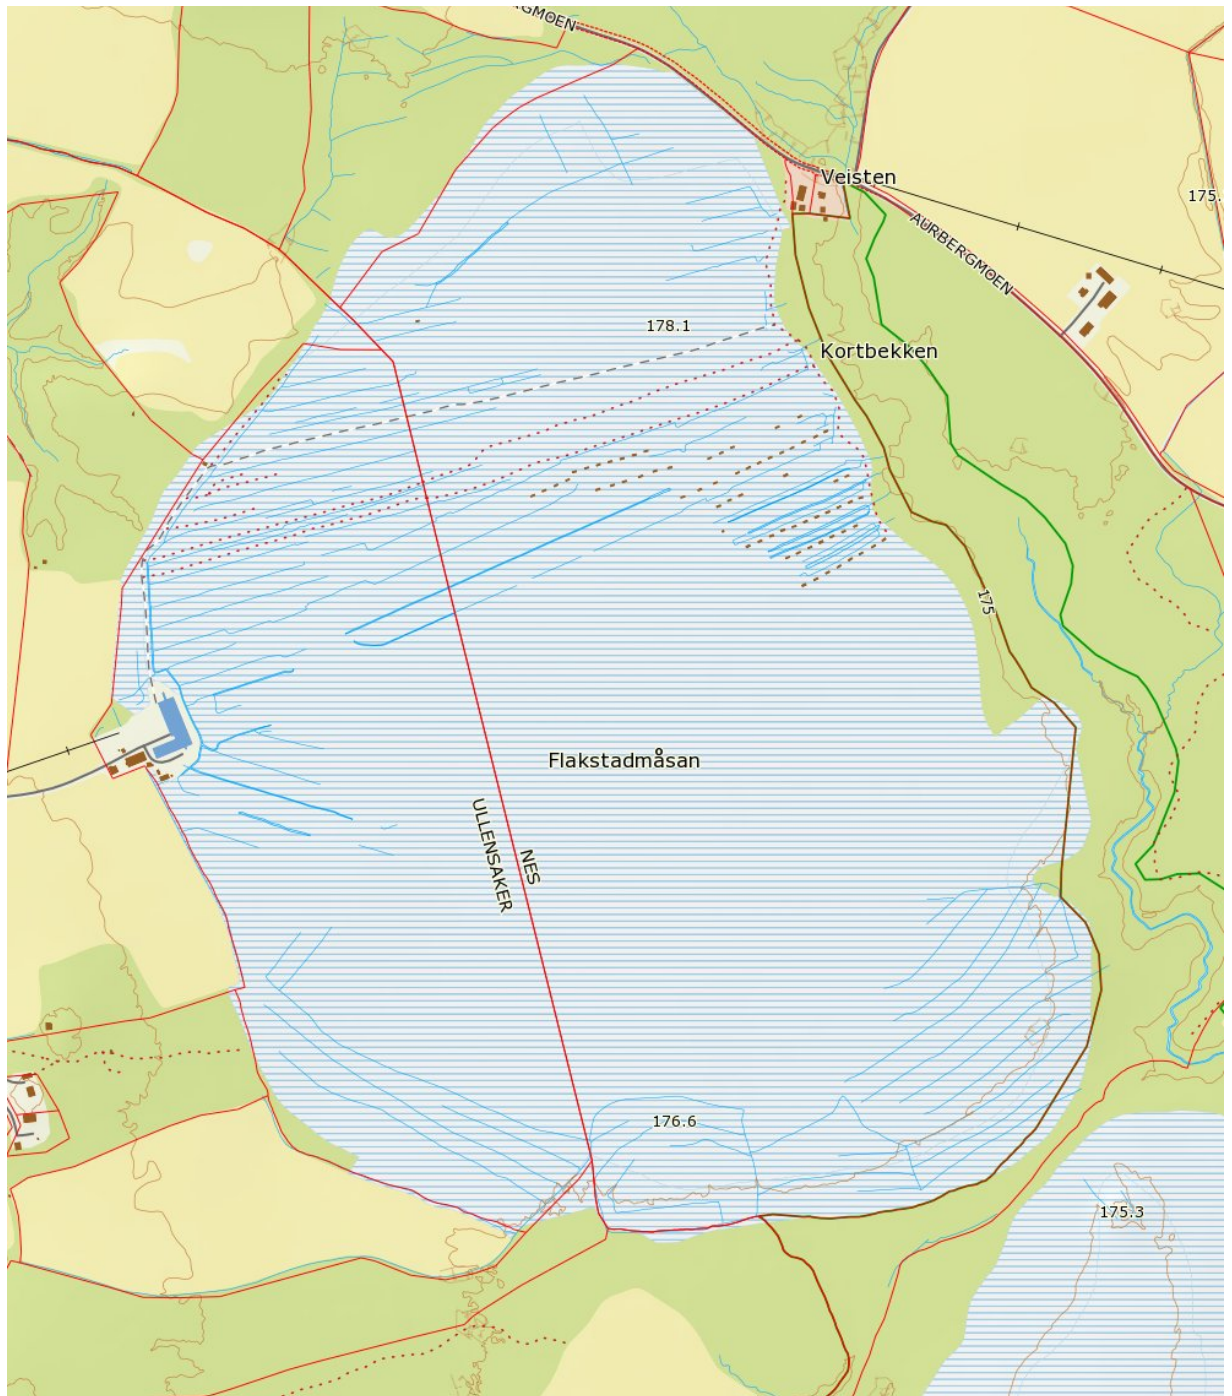 GMOEN
Veisten
175.
AURBERGMOEN
178.1
Kortbekken
175
Flakstadmåsan
NES
ULLENSAKER
176.6
175.3